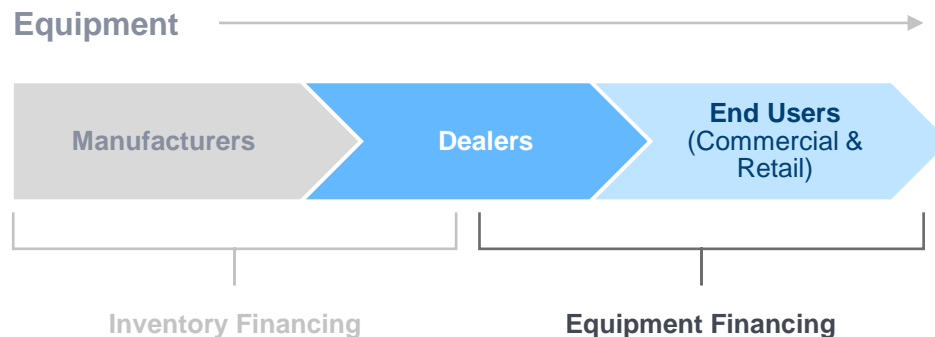 Equipment
Manufacturers
Dealers
End Users
(Commercial &
Retail)
Inventory Financing
Equipment Financing